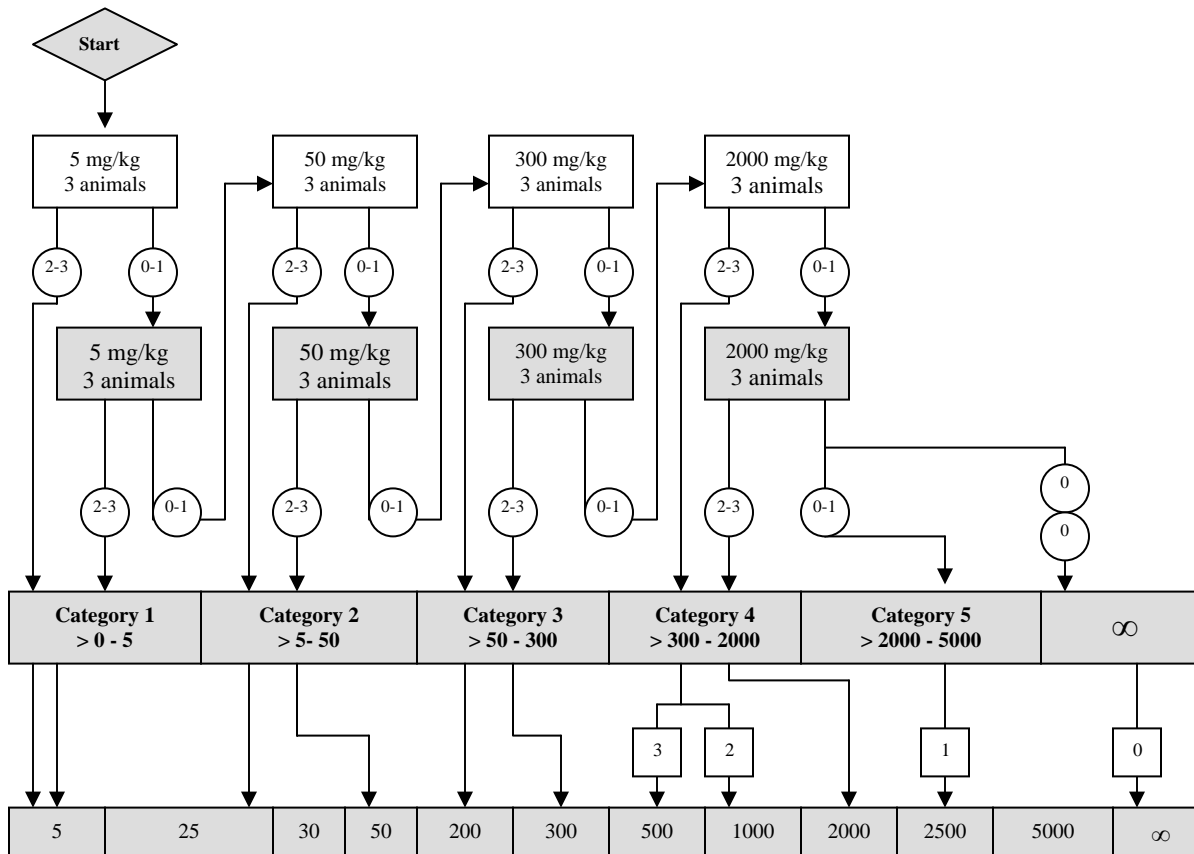 Start
5 mg/kg
3 animals
50 mg/kg
3 animals
300 mg/kg
3 animals
2000 mg/kg
3 animals
2-3
0-1
2-3
0-1
2-3
0-1
2-3
0-1
5 mg/kg
3 animals
50 mg/kg
3 animals
300 mg/kg
3 animals
2000 mg/kg
3 animals
2-3
0-1
2-3
0-1
2-3
0-1
2-3
0-1
0
0
Category 1
> 0 - 5
Category 2
> 5- 50
Category 3
> 50 - 300
Category 4
> 300 - 2000
Category 5
> 2000 - 5000
∞
3
2
1
0
5
25
30
50
200
300
500
1000
2000
2500
5000
∞